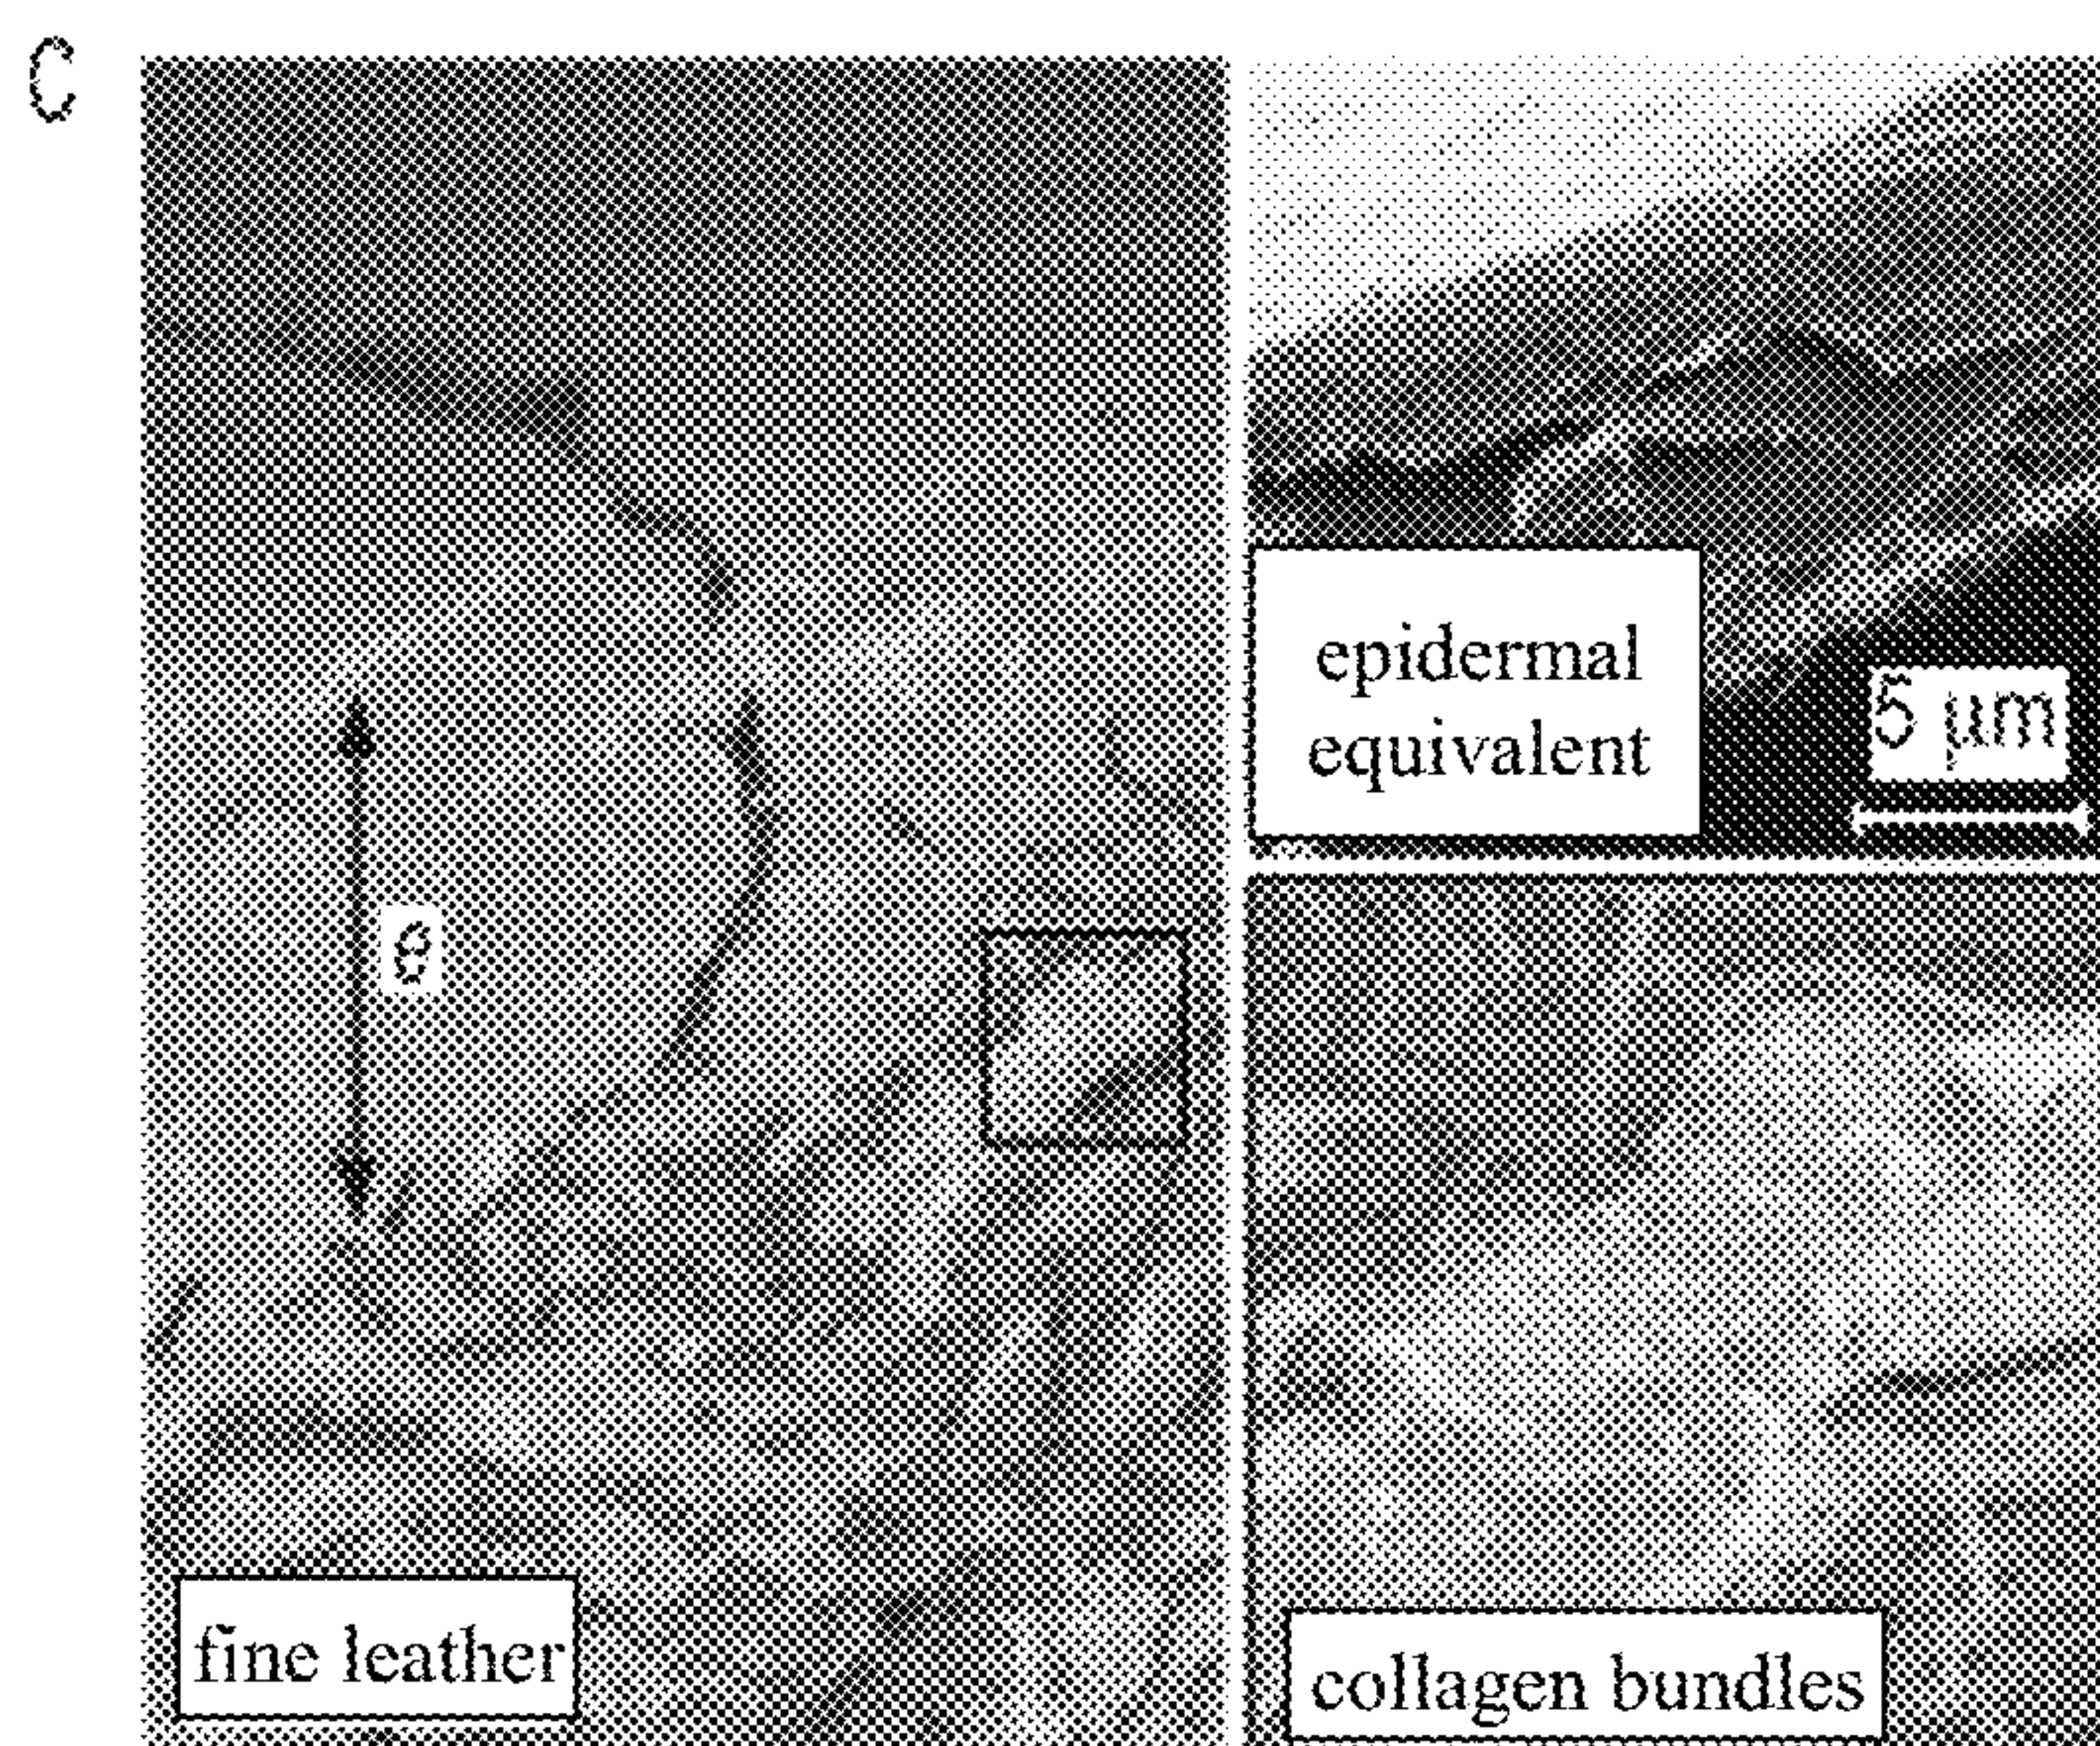 C
e
fine leather
epidermal
equivalent
5 µm
collagen bundles